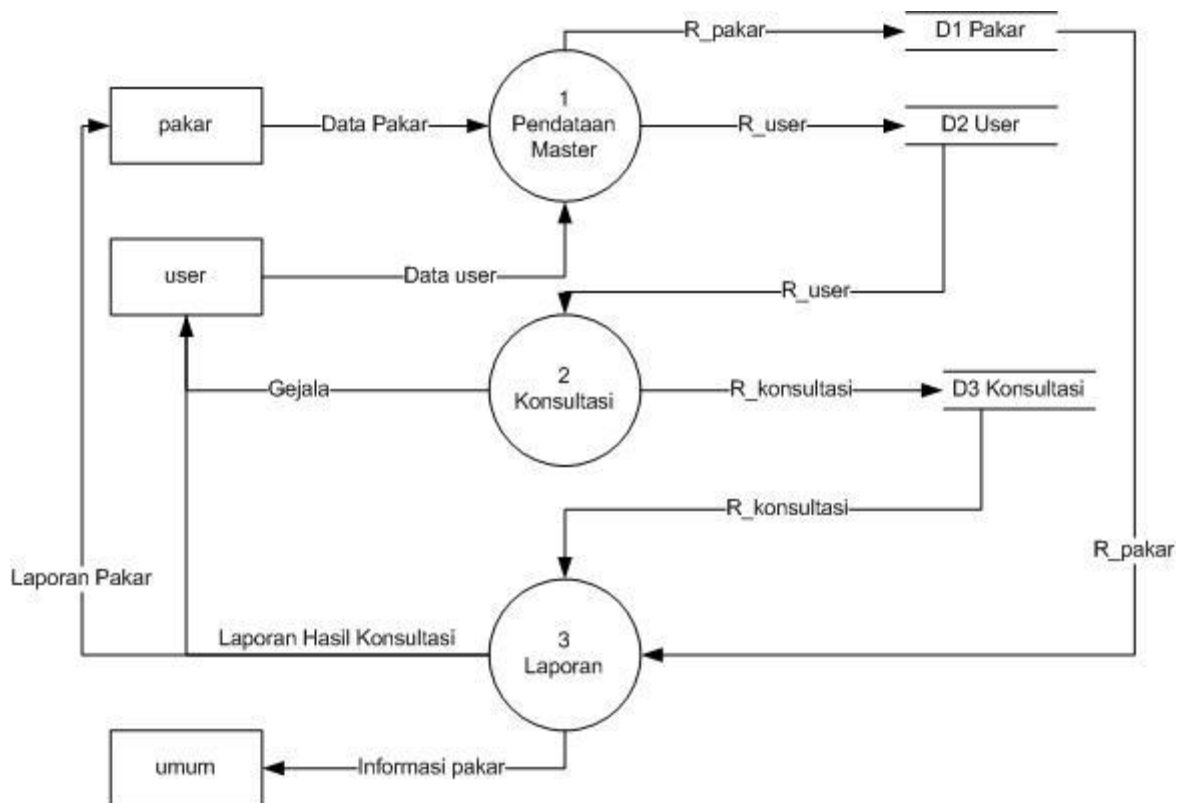 R_pakar
D1 Pakar
pakar
Data Pakar
1
Pendataan
Master
R_user
D2 User
user
Data user
R_user
Gejala
2
Konsultasi
R_konsultasi
D3 Konsultasi
R_konsultasi
R_pakar
Laporan Pakar
Laporan Hasil Konsultasi
3
Laporan
umum
Informasi pakar